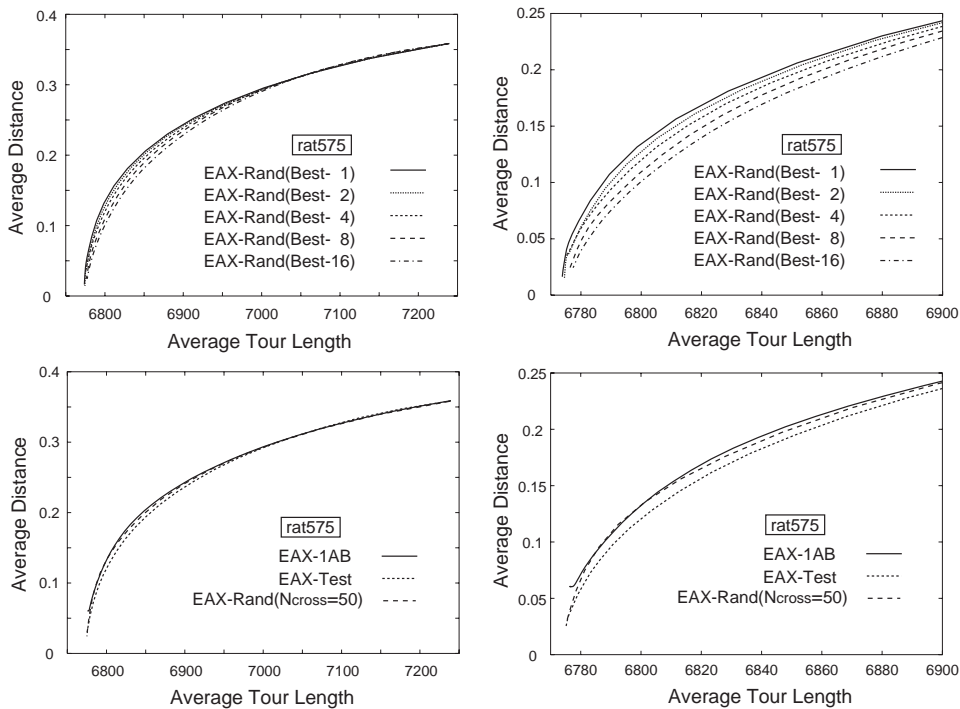 0.4
0.3
0.2
0.1
0
Average Distance
rat575
EAX-Rand(Best- 1)
EAX-Rand(Best- 2)
EAX-Rand(Best- 4)
EAX-Rand(Best- 8)
EAX-Rand(Best-16)
6800 6900 7000 7100 7200
Average Tour Length
0.25
0.2
0.15
0.1
0.05
0
Average Distance
rat575
EAX-Rand(Best- 1)
EAX-Rand(Best- 2)
EAX-Rand(Best- 4)
EAX-Rand(Best- 8)
EAX-Rand(Best-16)
6780 6800 6820 6840 6860 6880 6900
Average Tour Length
0.4
0.3
0.2
0.1
0
Average Distance
rat575
EAX-1AB
EAX-Test
EAX-Rand(Ncross=50)
6800 6900 7000 7100 7200
Average Tour Length
0.25
0.2
0.15
0.1
0.05
0
Average Distance
rat575
EAX-1AB
EAX-Test
EAX-Rand(Ncross=50)
6780 6800 6820 6840 6860 6880 6900
Average Tour Length